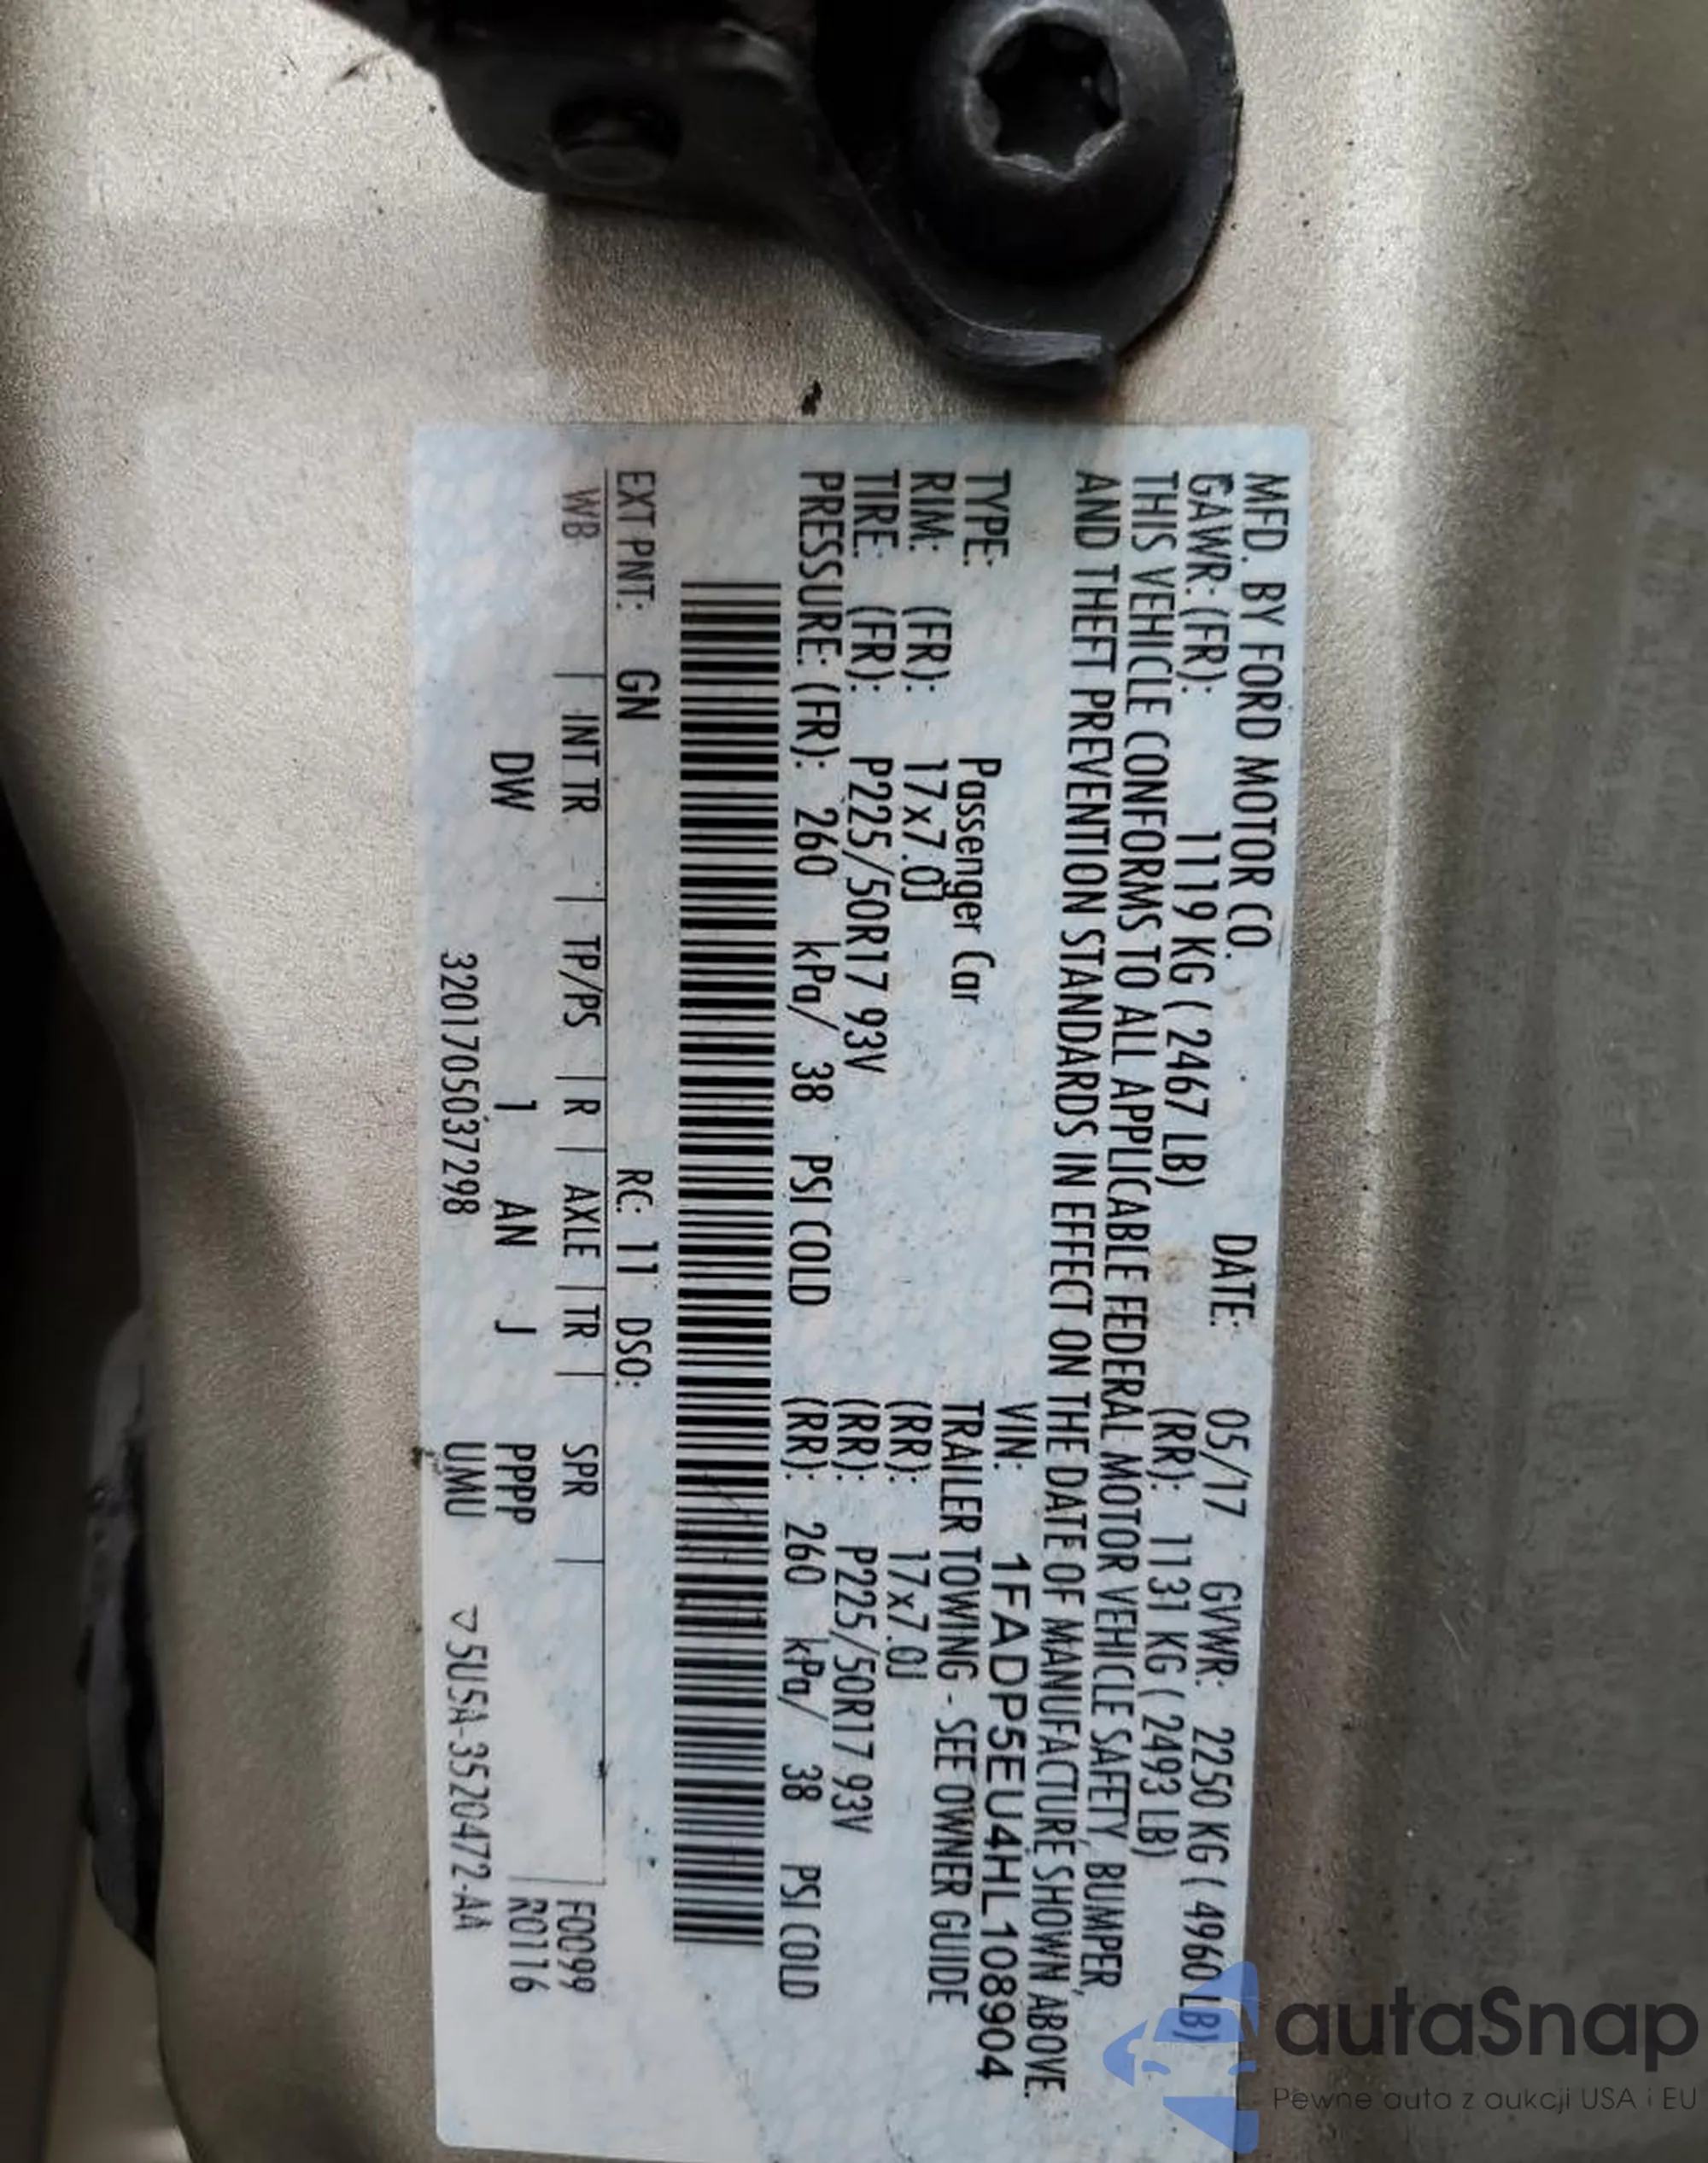 MFD. BY FORD MOTOR CO. DATE: 05/17 GVWR: 2250 KG ( 4960 LB)
GAWR: (FR): 1119 KG ( 2467 LB) (RR): 1131 KG ( 2493 LB)
THIS VEHICLE CONFORMS TO ALL APPLICABLE FEDERAL MOTOR VEHICLE SAFETY, BUMPER,
AND THEFT PREVENTION STANDARDS IN EFFECT ON THE DATE OF MANUFACTURE SHOWN ABOVE.
VIN: 1FADP5EU4HL108904
TYPE: Passenger Car TRAILER TOWING - SEE OWNER GUIDE
RIM: (FR): 17x7.0J (RR): 17x7.0J
TIRE: (FR): P225/50R17 93V (RR): P225/50R17 93V
PRESSURE: (FR): 260 kPa/ 38 PSI COLD (RR): 260 kPa/ 38 PSI COLD
EXT PNT: GN RC: 11 DSO:
WB | INT TR | TP/PS | R | AXLE | TR | SPR | F0099
DW 1 AN J PPPP R0116
320170503​7298 UMU ▽5U5A-3520472-AA
autaSnap
Pewne auta z aukcji USA i EU